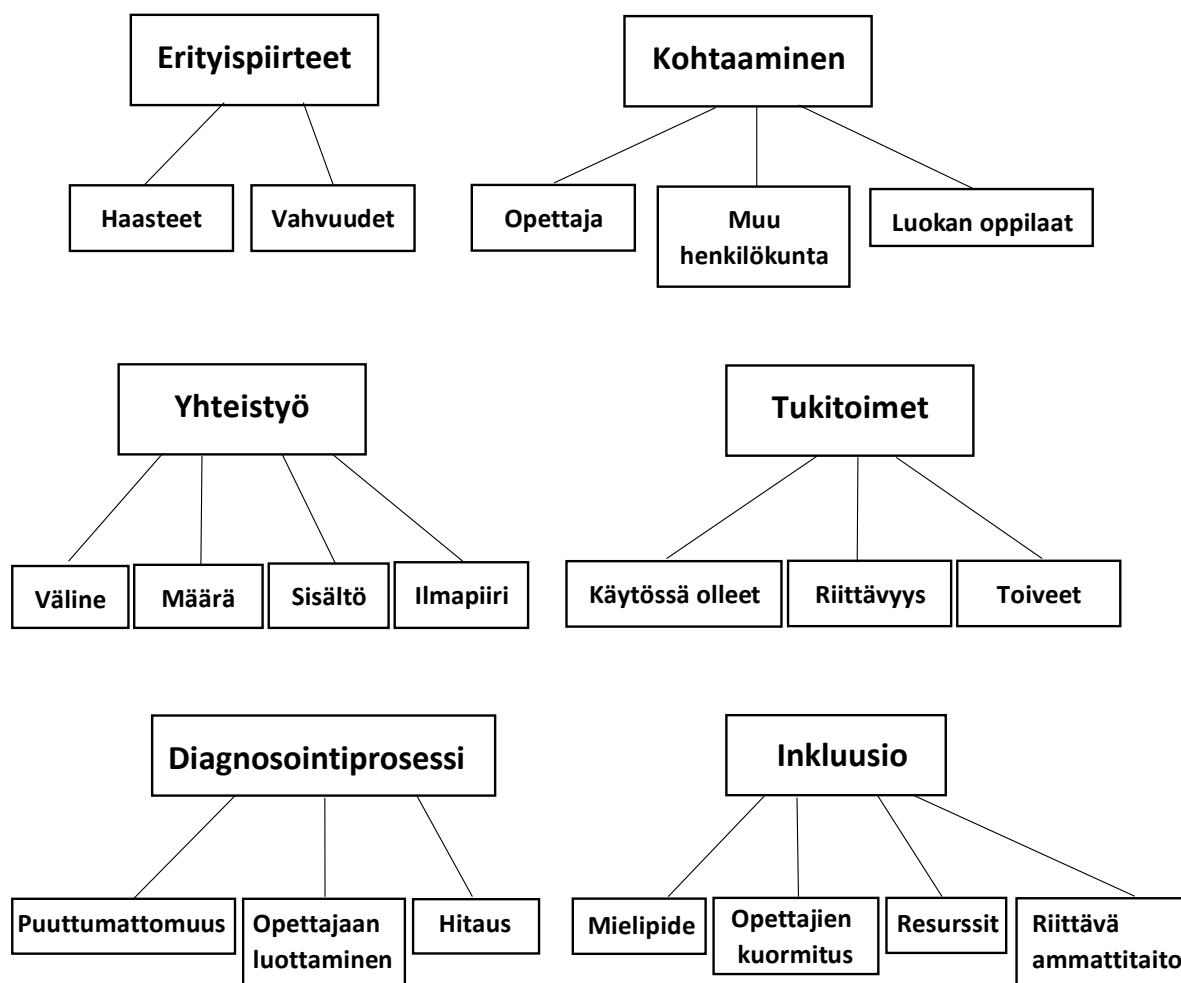 Erityispiirteet
Kohtaaminen
Haasteet
Vahvuudet
Opettaja
Muu
henkilökunta
Luokan oppilaat
Yhteistyö
Tukitoimet
Väline
Määrä
Sisältö
Ilmapiiri
Käytössä olleet
Riittävyys
Toiveet
Diagnosointiprosessi
Inkluusio
Puuttumattomuus
Opettajaan
luottaminen
Hitaus
Mielipide
Opettajien
kuormitus
Resurssit
Riittävä
ammattitaito